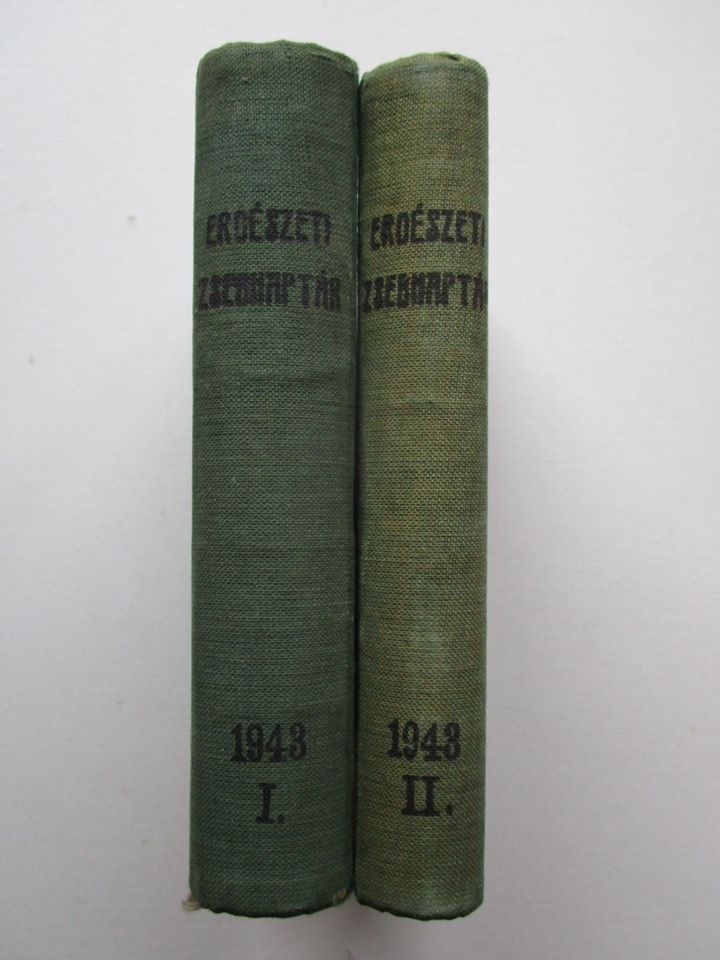 ERDÉSZETI
ZSEBNAPTÁR
1943
I.
ERDÉSZETI
ZSEBNAPTÁR
1943
II.